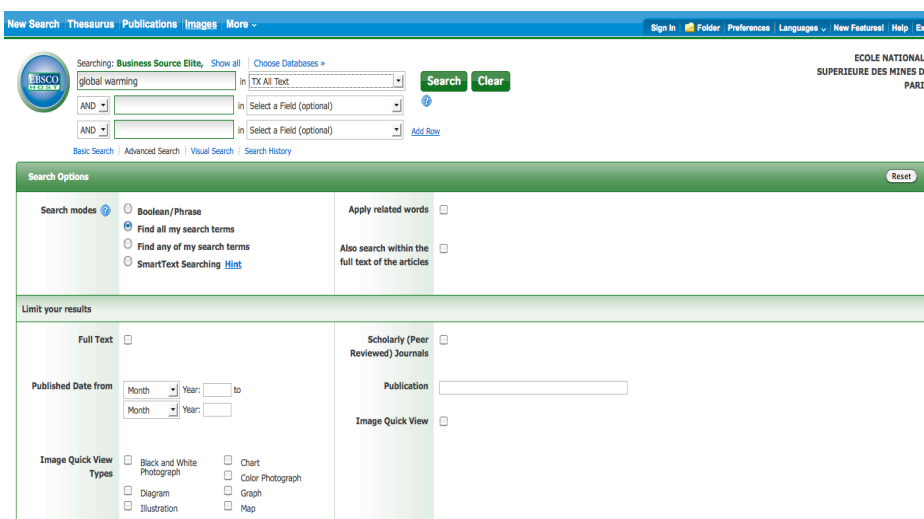 New Search Thesaurus Publications Images More
Sign In Folder Preferences Languages New Features! Help Ex
Searching: Business Source Elite, Show all Choose Databases »
EBSCO HOST
global warming in TX All Text Search Clear
AND in Select a Field (optional)
AND in Select a Field (optional) Add Row
Basic Search Advanced Search Visual Search Search History
ECOLE NATIONAL
SUPERIEURE DES MINES D
PARI
Search Options Reset
Search modes
Boolean/Phrase
Find all my search terms
Find any of my search terms
SmartText Searching Hint
Apply related words
Also search within the
full text of the articles
Limit your results
Full Text
Scholarly (Peer
Reviewed) Journals
Published Date from
Month Year: to
Month Year:
Publication
Image Quick View
Image Quick View
Types
Black and White
Photograph
Diagram
Illustration
Chart
Color Photograph
Graph
Map